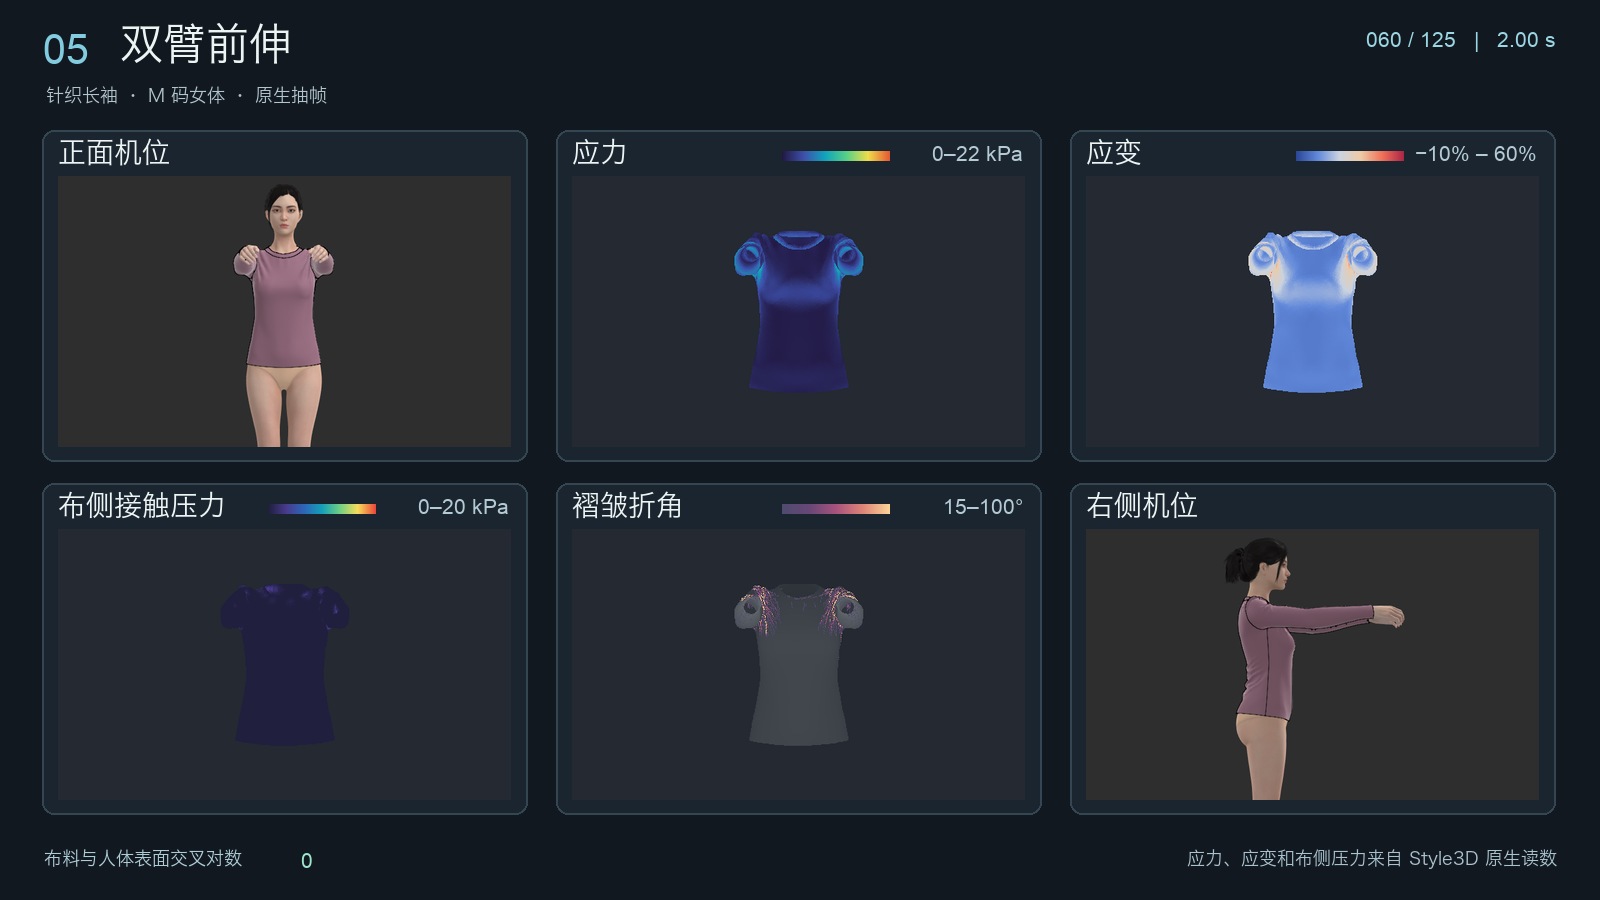 05 双臂前伸
060 / 125 | 2.00 s
针织长袖 · M 码女体 · 原生抽帧
正面机位
应力 0–22 kPa
应变 −10% – 60%
布侧接触压力 0–20 kPa
褶皱折角 15–100°
右侧机位
布料与人体表面交叉对数 0
应力、应变和布侧压力来自 Style3D 原生读数